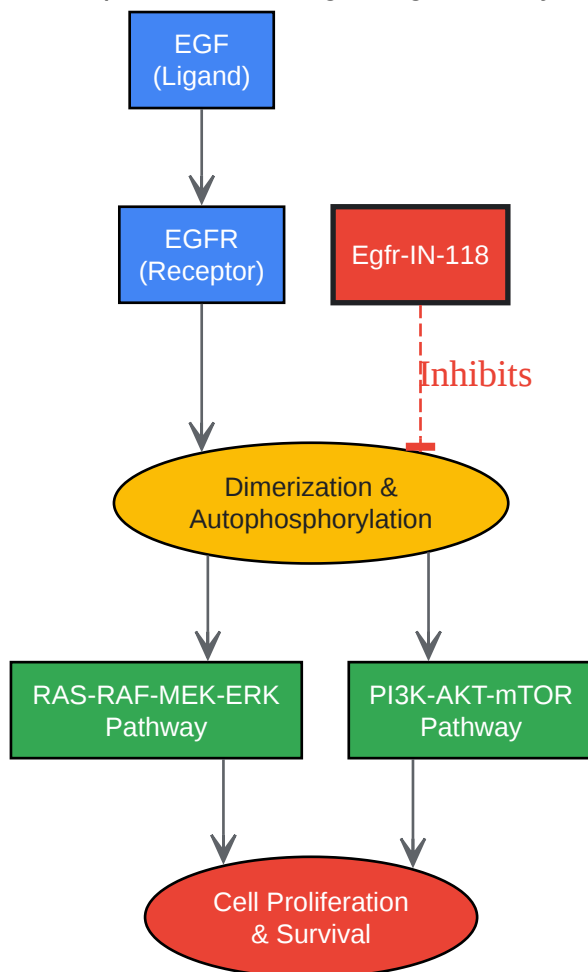 EGF
(Ligand)
EGFR
(Receptor)
Egfr-IN-118
Inhibits
Dimerization &
Autophosphorylation
RAS-RAF-MEK-ERK
Pathway
PI3K-AKT-mTOR
Pathway
Cell Proliferation
& Survival